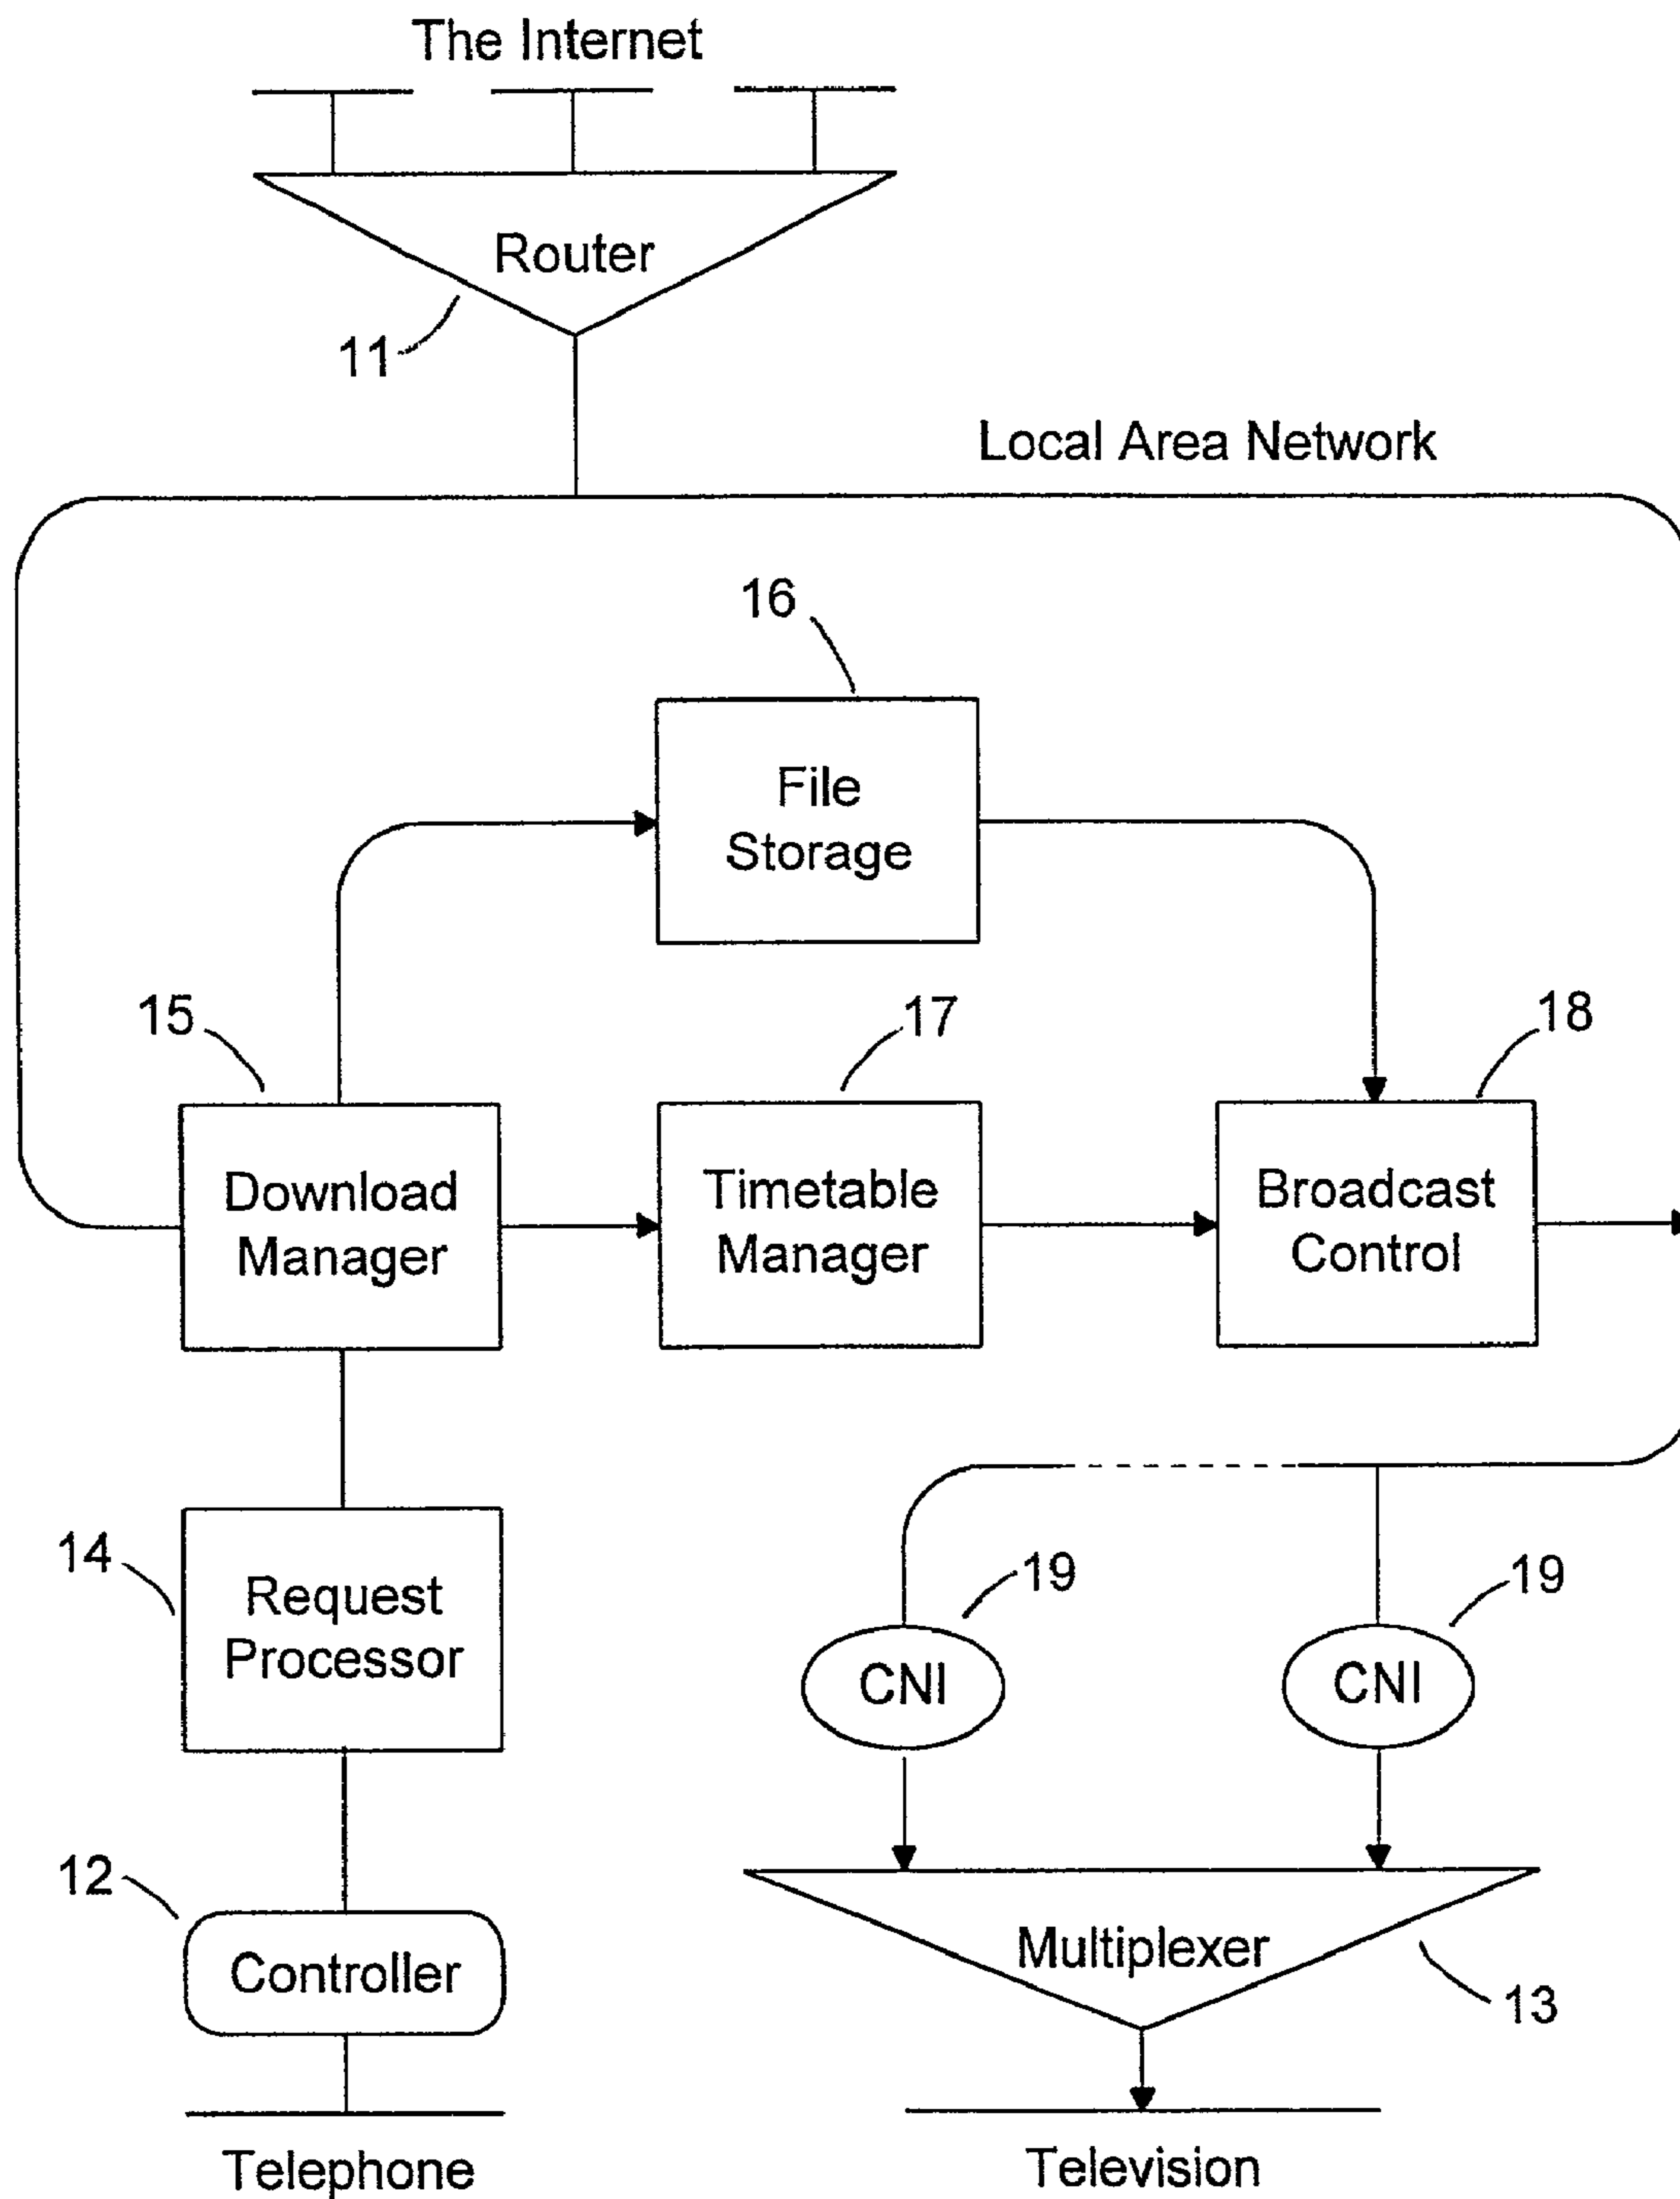 The Internet
Router
11
Local Area Network
16
File
Storage
15
17
18
Download
Manager
Timetable
Manager
Broadcast
Control
14
Request
Processor
19
19
CNI
CNI
12
Controller
Multiplexer
13
Telephone
Television